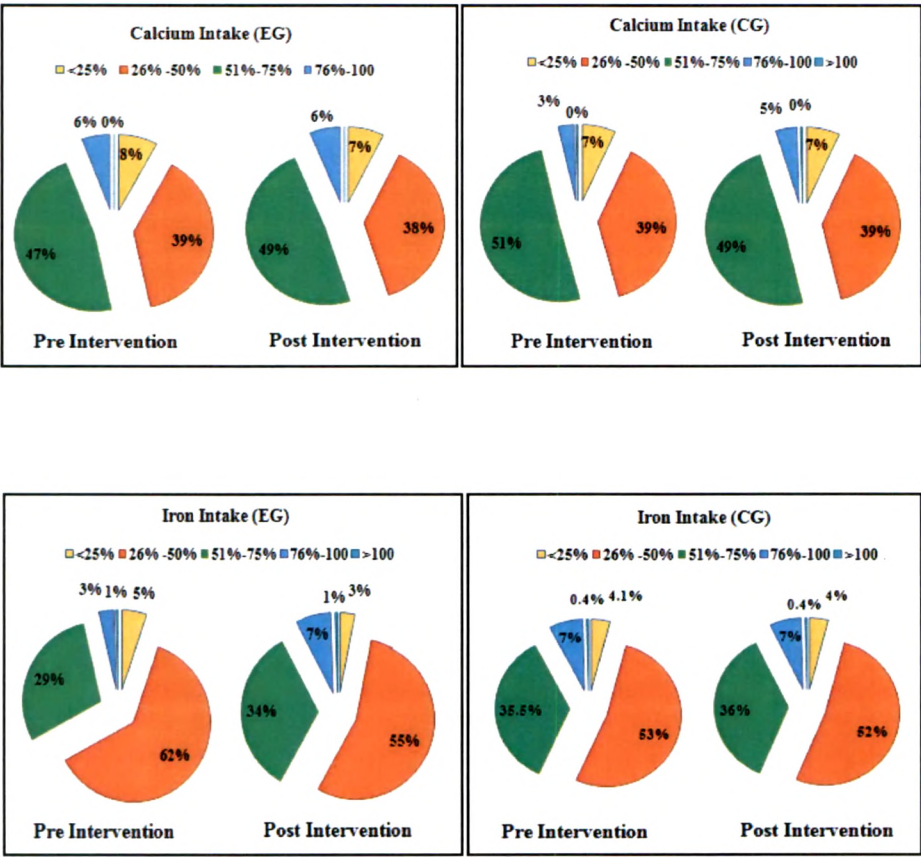 Calcium Intake (EG)
<25% 26% -50% 51%-75% 76%-100
6% 0%
8%
39%
47%
Pre Intervention
6%
7%
38%
49%
Post Intervention
Calcium Intake (CG)
<25% 26% -50% 51%-75% 76%-100 >100
3% 0%
7%
39%
51%
Pre Intervention
5% 0%
7%
39%
49%
Post Intervention
Iron Intake (EG)
<25% 26% -50% 51%-75% 76%-100 >100
3% 1% 5%
29%
62%
Pre Intervention
1% 3%
7%
34%
55%
Post Intervention
Iron Intake (CG)
<25% 26% -50% 51%-75% 76%-100 >100
0.4% 4.1%
7%
35.5%
53%
Pre Intervention
0.4% 4%
7%
36%
52%
Post Intervention